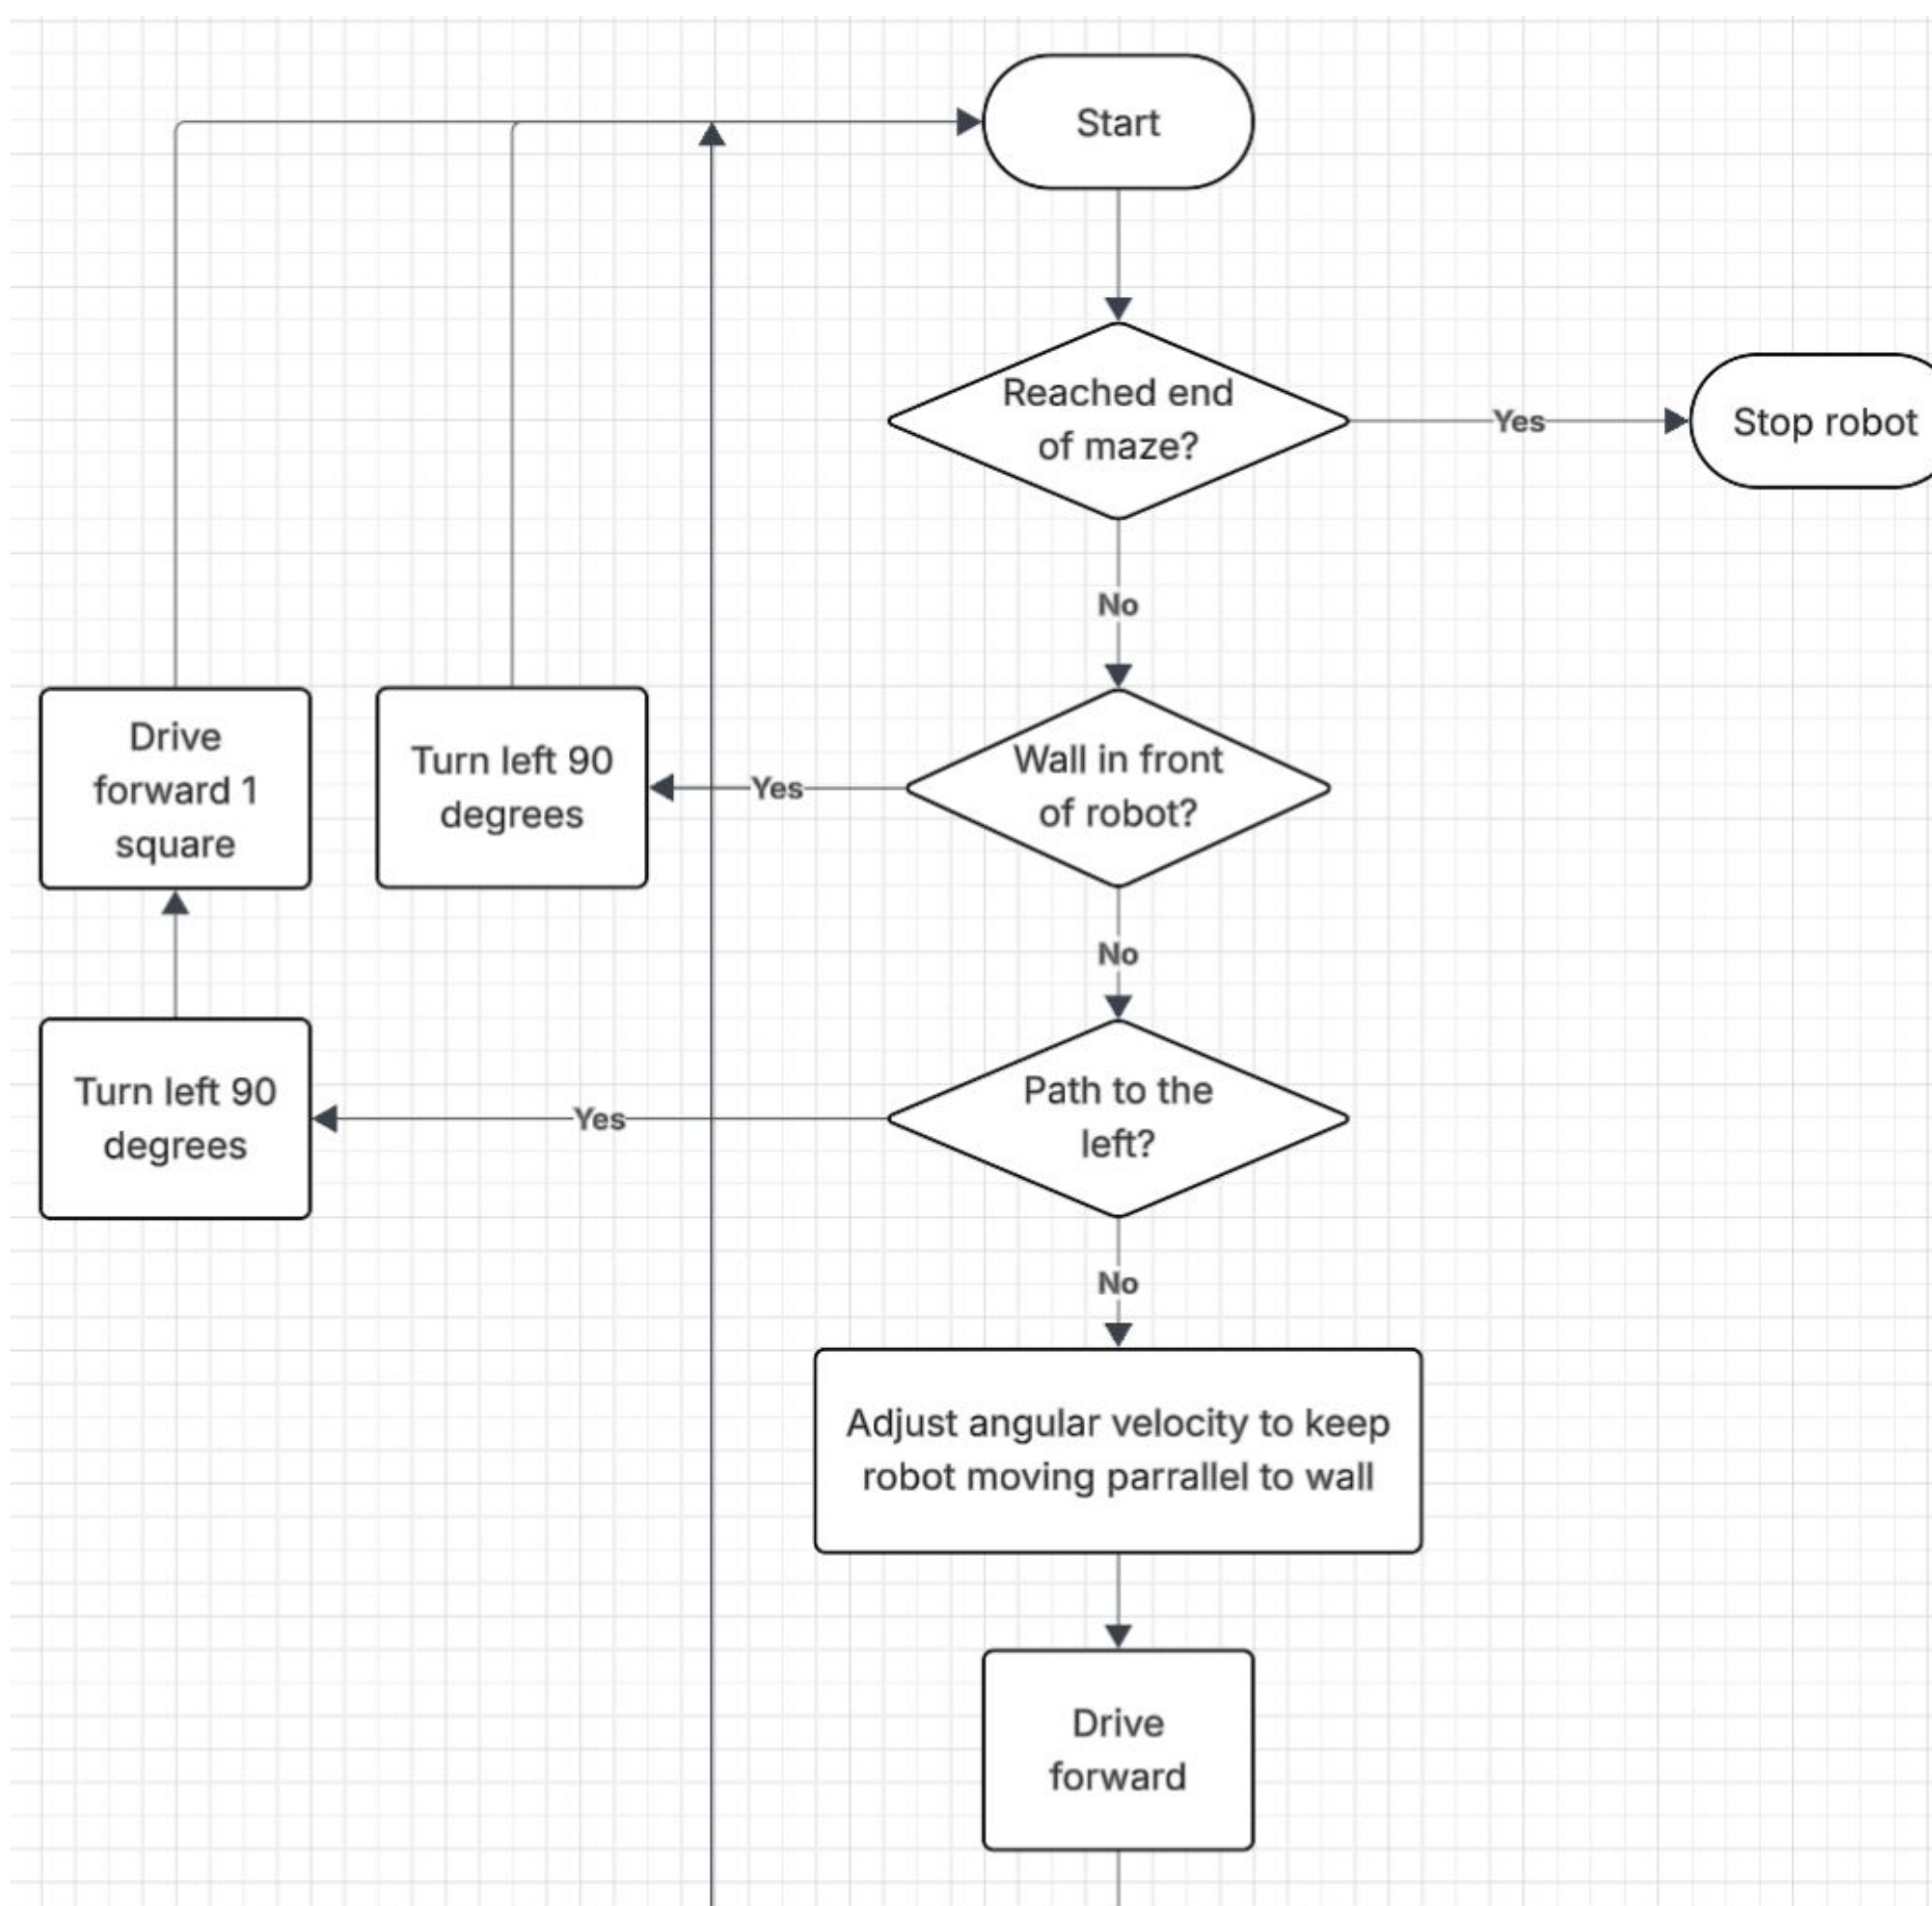 Start
Reached end
of maze?
Yes
Stop robot
No
Drive
forward 1
square
Turn left 90
degrees
Yes
Wall in front
of robot?
No
Turn left 90
degrees
Yes
Path to the
left?
No
Adjust angular velocity to keep
robot moving parrallel to wall
Drive
forward